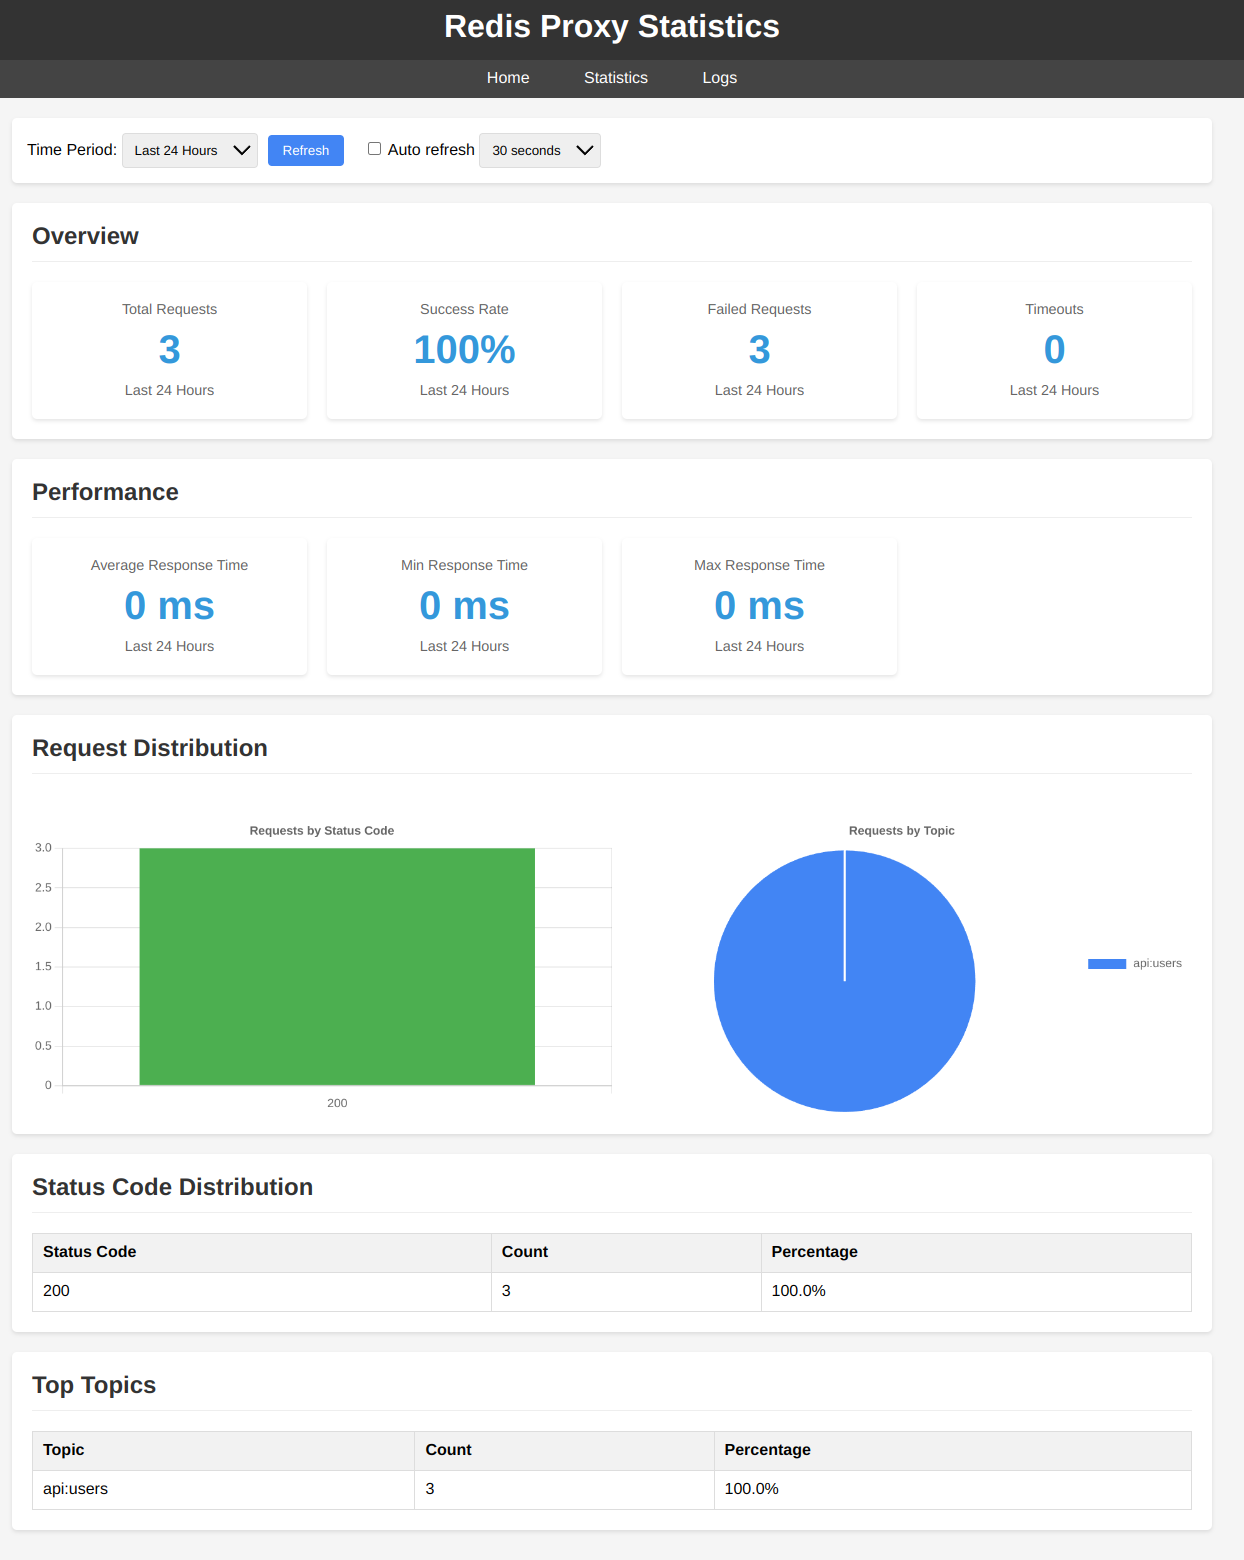 Redis Proxy Statistics
Home Statistics Logs
Time Period: Last 24 Hours Refresh Auto refresh 30 seconds
Overview
Total Requests Success Rate Failed Requests Timeouts
3 100% 3 0
Last 24 Hours Last 24 Hours Last 24 Hours Last 24 Hours
Performance
Average Response Time Min Response Time Max Response Time
0 ms 0 ms 0 ms
Last 24 Hours Last 24 Hours Last 24 Hours
Request Distribution
Requests by Status Code
3.0
2.5
2.0
1.5
1.0
0.5
0
200
Requests by Topic
api:users
Status Code Distribution
Status Code Count Percentage
200 3 100.0%
Top Topics
Topic Count Percentage
api:users 3 100.0%